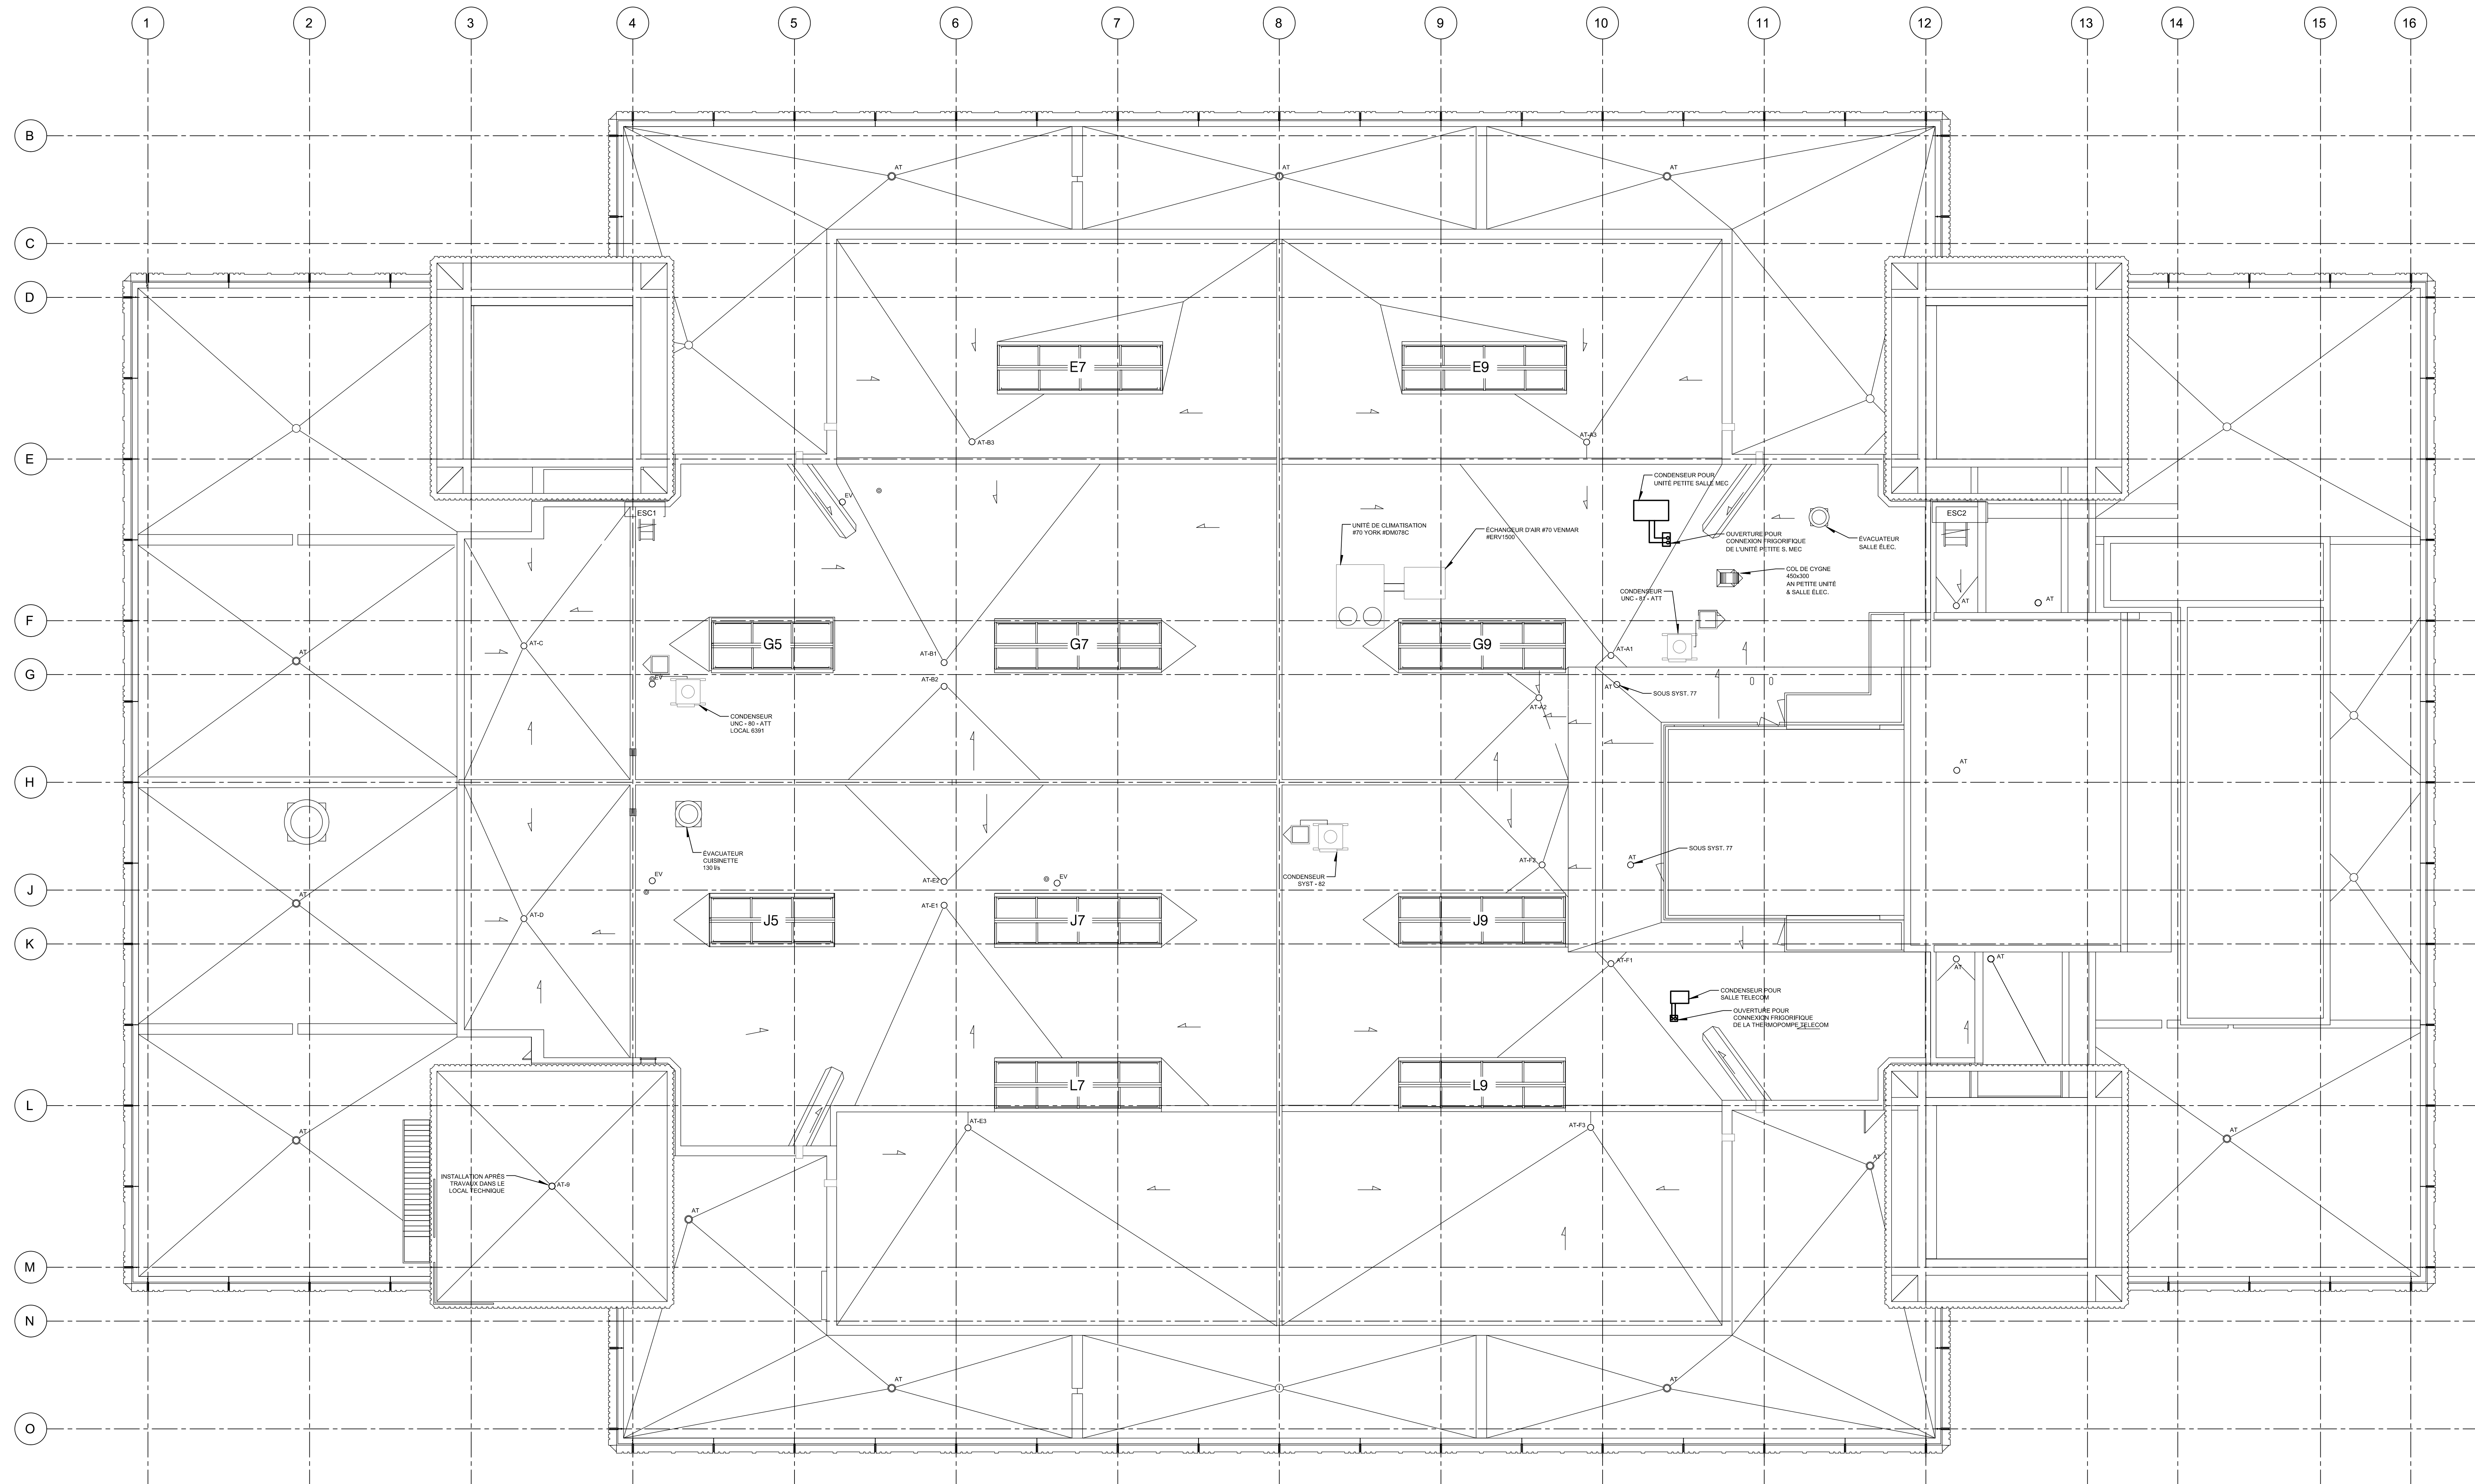 1 2 3 4 5 6 7 8 9 10 11 12 13 14 15 16
B
AT AT AT
C
D
E7 E9
AT-B3 AT-A3
E
CONDENSEUR POUR
UNITÉ PETITE SALLE MEC
EV
ESC1
ESC2
UNITÉ DE CLIMATISATION
#70 YORK #DM078C
ÉCHANGEUR D'AIR #70 VENMAR
#ERV1500
OUVERTURE POUR
CONNEXION FRIGORIFIQUE
DE L'UNITÉ PETITE S. MEC
ÉVACUATEUR
SALLE ÉLEC.
COL DE CYGNE
450x300
AN PETITE UNITÉ
& SALLE ÉLEC.
CONDENSEUR
UNC - 81 - ATT
AT AT
F
G5 G7 G9
AT AT-C AT-B1 AT-A1
G
EV
AT-B2
AT
SOUS SYST. 77
AT-A2
CONDENSEUR
UNC - 80 - ATT
LOCAL 6391
AT
H
ÉVACUATEUR
CUISINETTE
130 l/s
SOUS SYST. 77
AT
AT-F2
CONDENSEUR
SYST - 82
EV AT-E2 EV
J
AT
AT-D AT-E1
J5 J7 J9
K
AT-F1 AT AT
CONDENSEUR POUR
SALLE TELECOM
OUVERTURE POUR
CONNEXION FRIGORIFIQUE
DE LA THERMOPOMPE TELECOM
L7 L9
L
AT AT-E3 AT-F3 AT
AT
INSTALLATION APRÈS
TRAVAUX DANS LE
LOCAL TECHNIQUE
AT-9
AT
M
N
AT AT
O